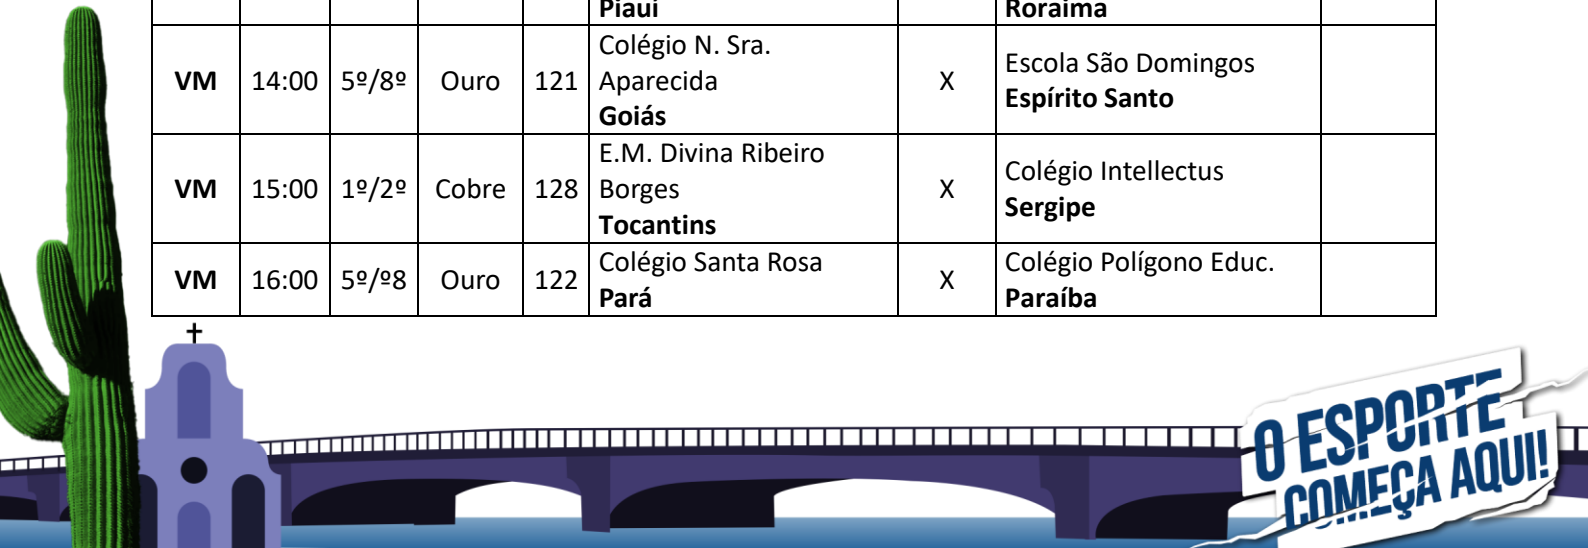 Piauí
Roraima
VM 14:00 5º/8º Ouro 121 Colégio N. Sra. Aparecida Goiás X Escola São Domingos Espírito Santo
VM 15:00 1º/2º Cobre 128 E.M. Divina Ribeiro Borges Tocantins X Colégio Intellectus Sergipe
VM 16:00 5º/º8 Ouro 122 Colégio Santa Rosa Pará X Colégio Polígono Educ. Paraíba
O ESPORTE
COMEÇA AQUI!